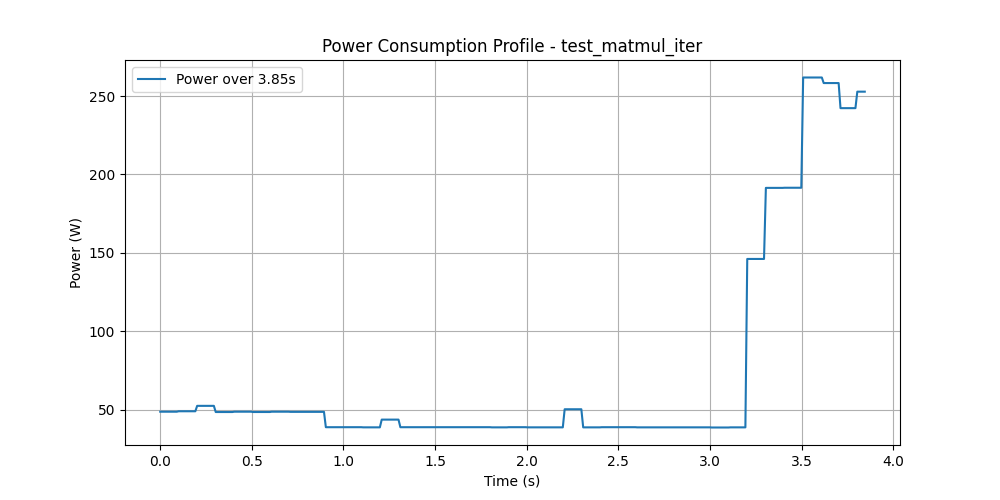 Power Consumption Profile - test_matmul_iter
Power over 3.85s
Power (W)
250
200
150
100
50
0.0 0.5 1.0 1.5 2.0 2.5 3.0 3.5 4.0
Time (s)